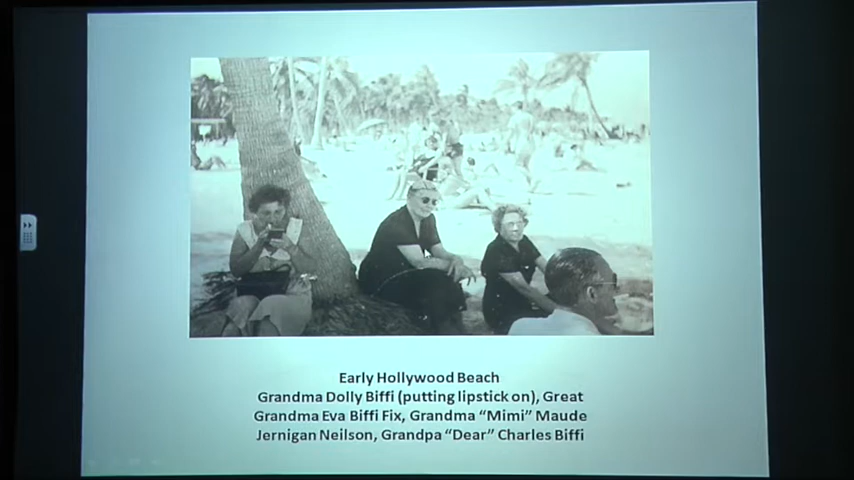 Early Hollywood Beach
Grandma Dolly Biffi (putting lipstick on), Great
Grandma Eva Biffi Fix, Grandma “Mimi” Maude
Jernigan Neilson, Grandpa “Dear” Charles Biffi